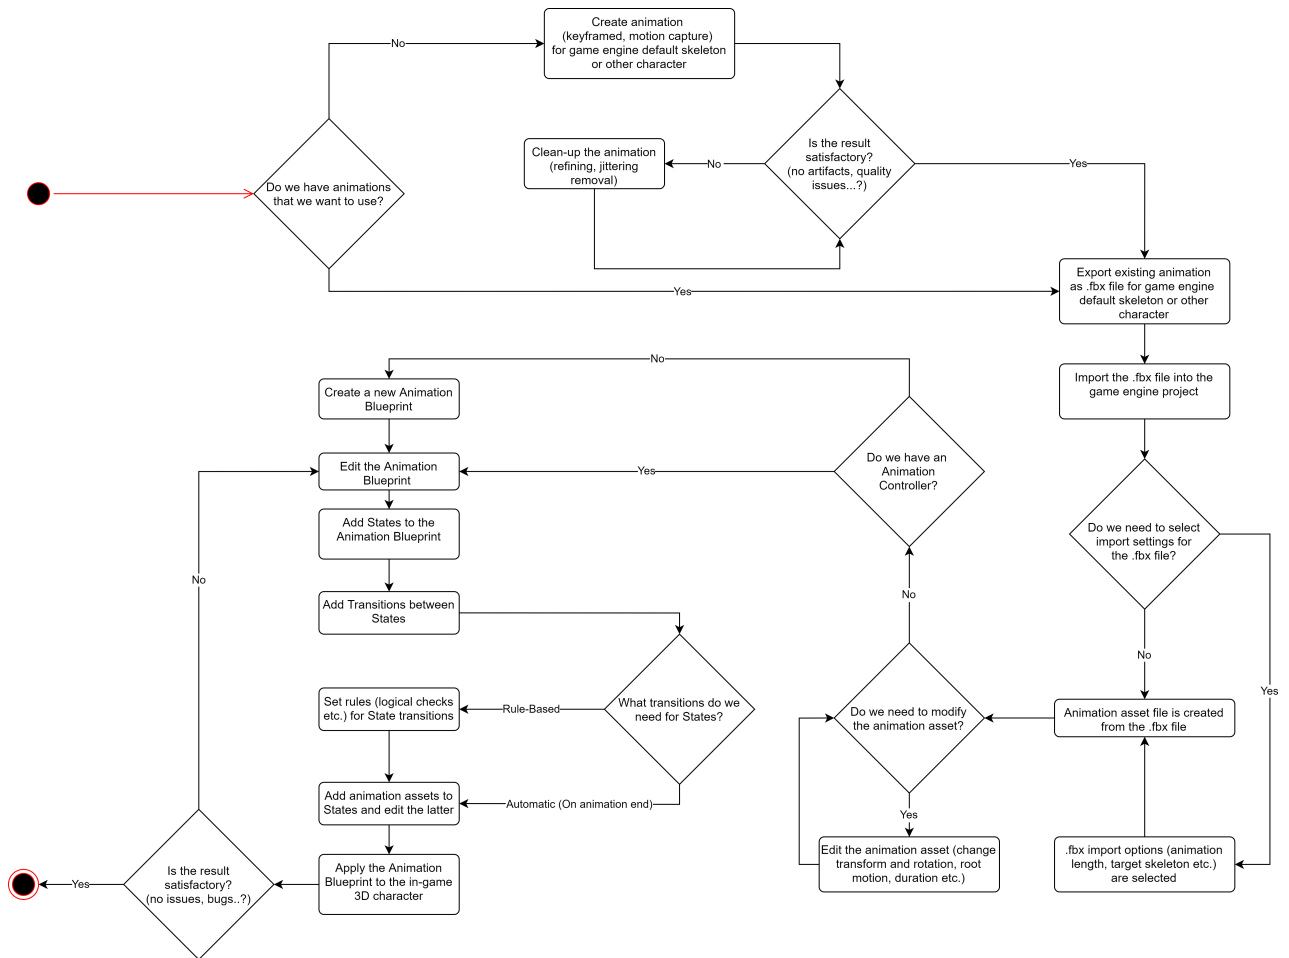 Create animation
(keyframed, motion capture)
for game engine default skeleton
or other character
No
Do we have animations
that we want to use?
Is the result
satisfactory?
(no artifacts, quality
issues...?)
No
Clean-up the animation
(refining, jittering
removal)
Yes
Yes
Export existing animation
as .fbx file for game engine
default skeleton or other
character
Import the .fbx file into the
game engine project
Do we need to select
import settings for
the .fbx file?
No
Yes
Animation asset file is created
from the .fbx file
.fbx import options (animation
length, target skeleton etc.)
are selected
Do we need to modify
the animation asset?
Yes
Edit the animation asset (change
transform and rotation, root
motion, duration etc.)
No
Do we have an
Animation
Controller?
No
Yes
Create a new Animation
Blueprint
Edit the Animation
Blueprint
Add States to the
Animation Blueprint
Add Transitions between
States
What transitions do we
need for States?
Rule-Based
Set rules (logical checks
etc.) for State transitions
Automatic (On animation end)
Add animation assets to
States and edit the latter
Apply the Animation
Blueprint to the in-game
3D character
Is the result
satisfactory?
(no issues, bugs..?)
No
Yes